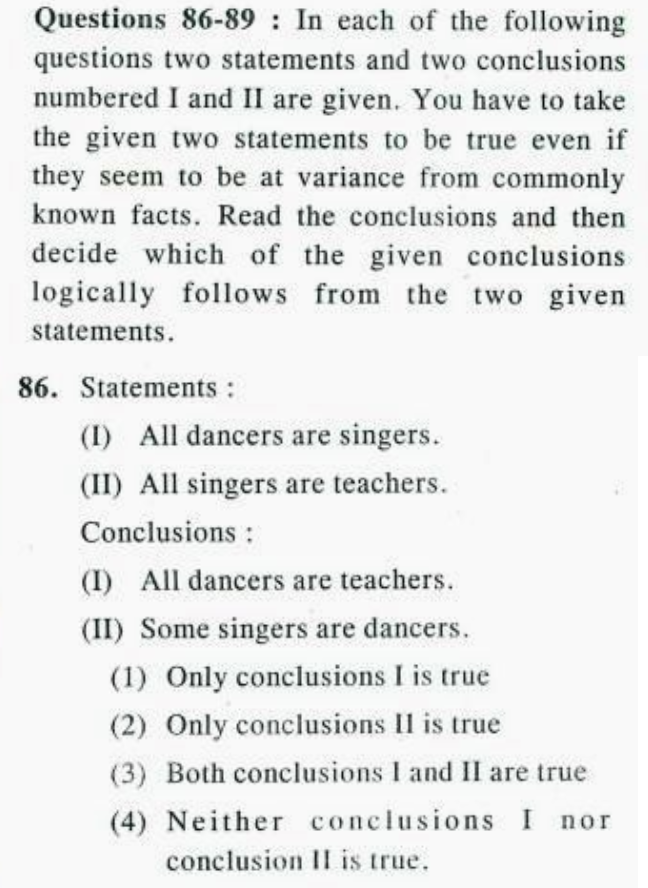 Questions 86-89 : In each of the following
questions two statements and two conclusions
numbered I and II are given. You have to take
the given two statements to be true even if
they seem to be at variance from commonly
known facts. Read the conclusions and then
decide which of the given conclusions
logically follows from the two given
statements.
86. Statements :
(I) All dancers are singers.
(II) All singers are teachers.
Conclusions :
(I) All dancers are teachers.
(II) Some singers are dancers.
(1) Only conclusions I is true
(2) Only conclusions II is true
(3) Both conclusions I and II are true
(4) Neither conclusions I nor
conclusion II is true.